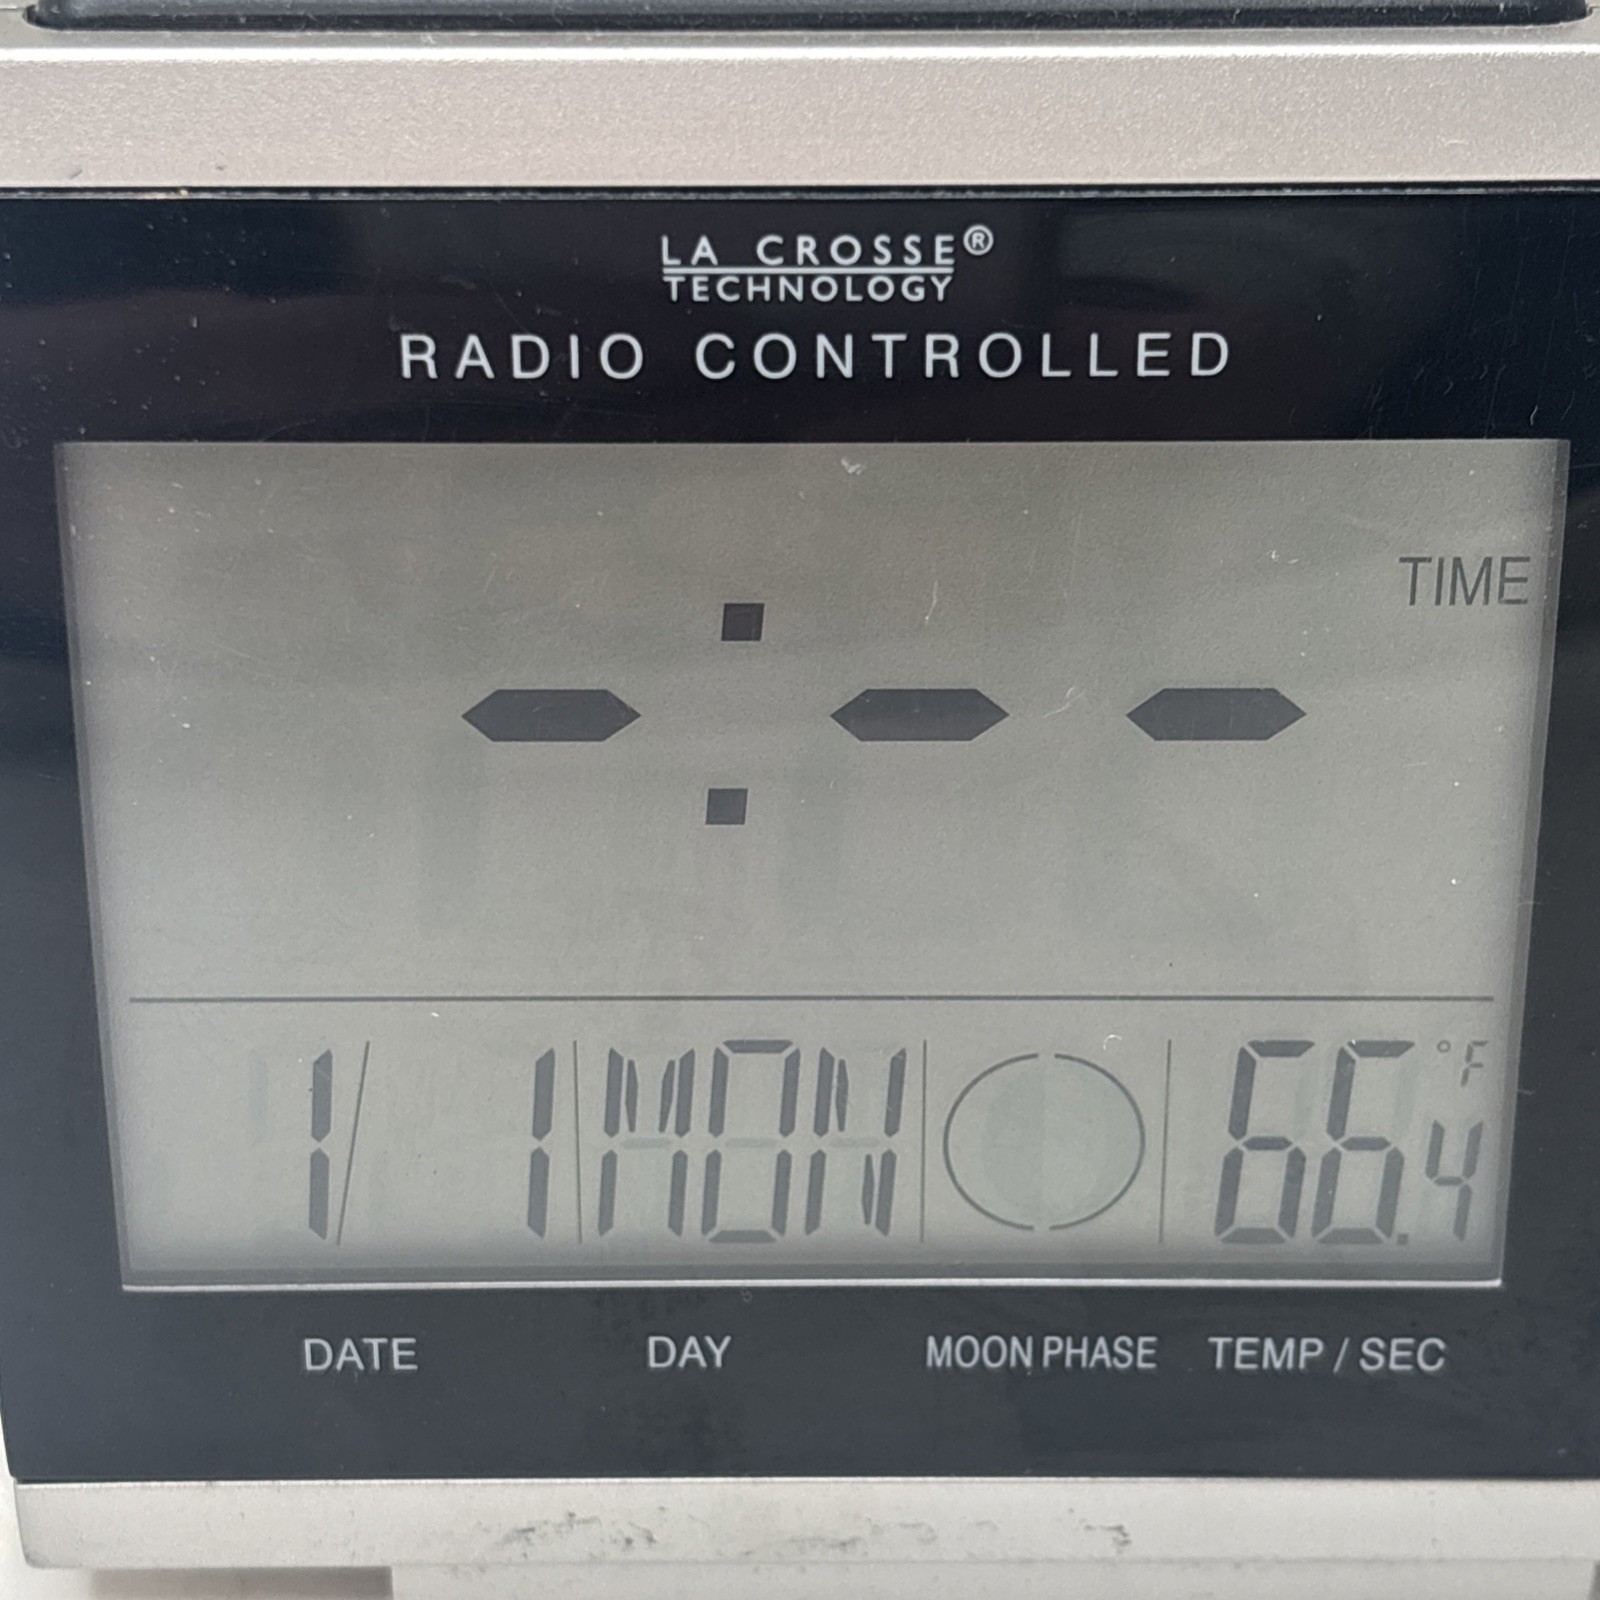 LA CROSSE®
TECHNOLOGY
RADIO CONTROLLED
TIME
-:--
1/ 1 MON 66.4 °F
DATE DAY MOON PHASE TEMP / SEC